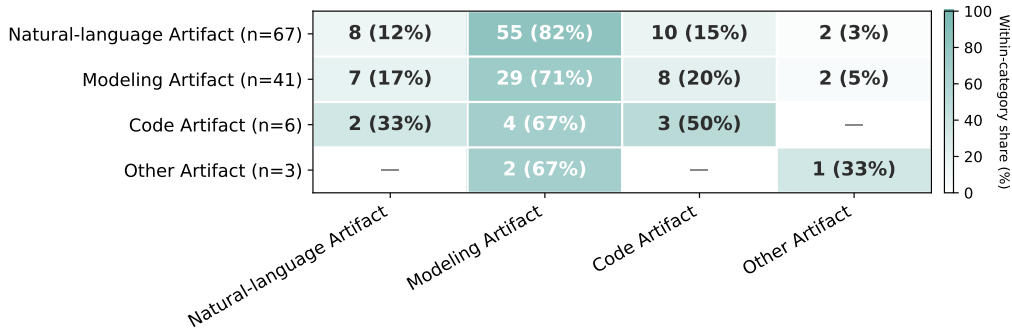 Natural-language Artifact (n=67) 8 (12%) 55 (82%) 10 (15%) 2 (3%)
Modeling Artifact (n=41) 7 (17%) 29 (71%) 8 (20%) 2 (5%)
Code Artifact (n=6) 2 (33%) 4 (67%) 3 (50%) —
Other Artifact (n=3) — 2 (67%) — 1 (33%)
Natural-language Artifact
Modeling Artifact
Code Artifact
Other Artifact
100
80
60
40
20
0
Within-category share (%)